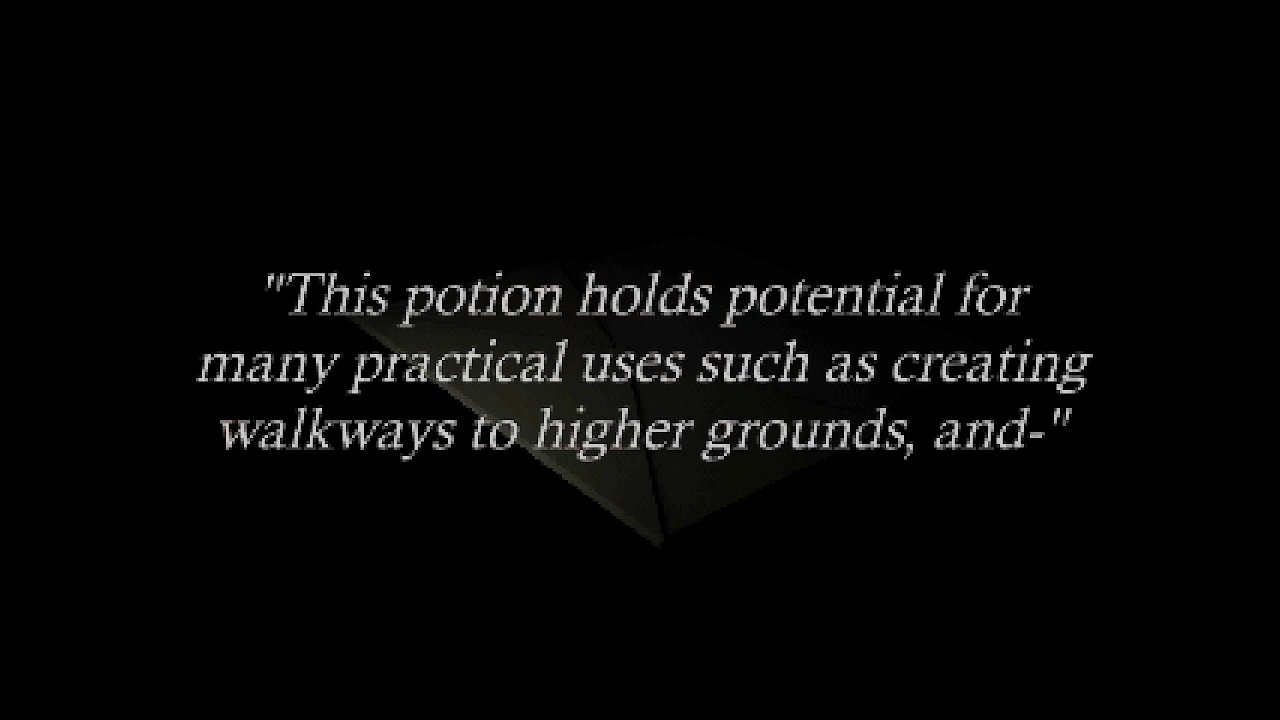 "This potion holds potential for
many practical uses such as creating
walkways to higher grounds, and-"